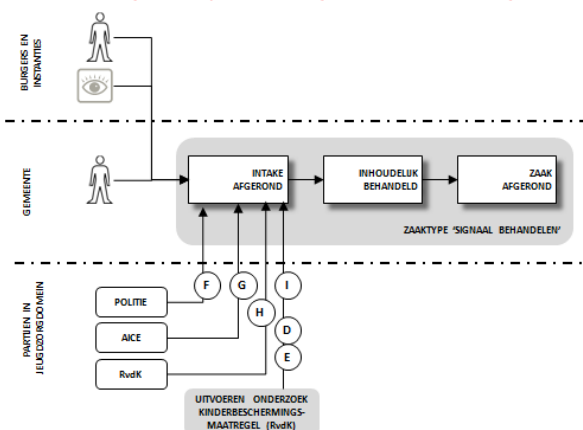 BURGERS EN
INSTANTIES
GEMEENTE
INTAKE
AFGEROND
INHOUDELIJK
BEHANDELD
ZAAK
AFGEROND
ZAAKTYPE 'SIGNAAL BEHANDELEN'
PARTIJEN IN
JEUGDZORGDOMEIN
F
G
H
I
D
E
POLITIE
AICE
RvdK
UITVOEREN ONDERZOEK
KINDERBESCHERMINGS-
MAATREGEL (RvdK)